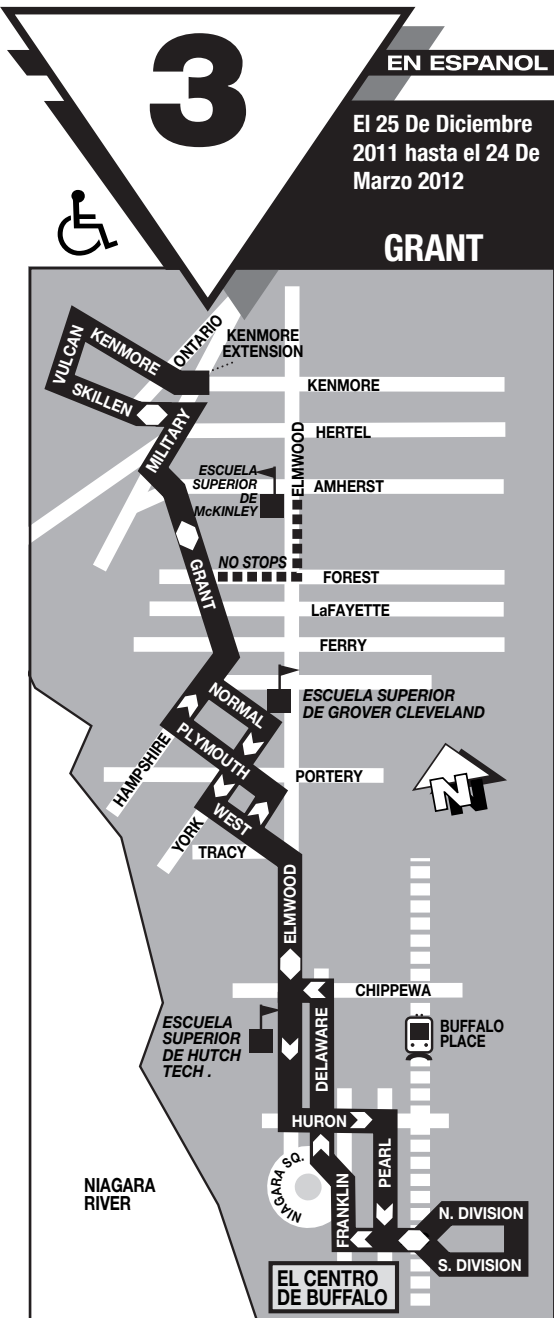 3
EN ESPANOL
El 25 De Diciembre
2011 hasta el 24 De
Marzo 2012
GRANT
ONTARIO
KENMORE
EXTENSION
VULCAN
KENMORE
KENMORE
SKILLEN
MILITARY
HERTEL
ELMWOOD
ESCUELA
SUPERIOR
DE
McKINLEY
AMHERST
NO STOPS
FOREST
GRANT
LaFAYETTE
FERRY
NORMAL
ESCUELA SUPERIOR
DE GROVER CLEVELAND
PLYMOUTH
HAMPSHIRE
PORTERY
N
WEST
YORK
TRACY
ELMWOOD
CHIPPEWA
ESCUELA
SUPERIOR
DE HUTCH
TECH .
DELAWARE
BUFFALO
PLACE
HURON
PEARL
NIAGARA SQ.
NIAGARA
RIVER
FRANKLIN
N. DIVISION
S. DIVISION
EL CENTRO
DE BUFFALO